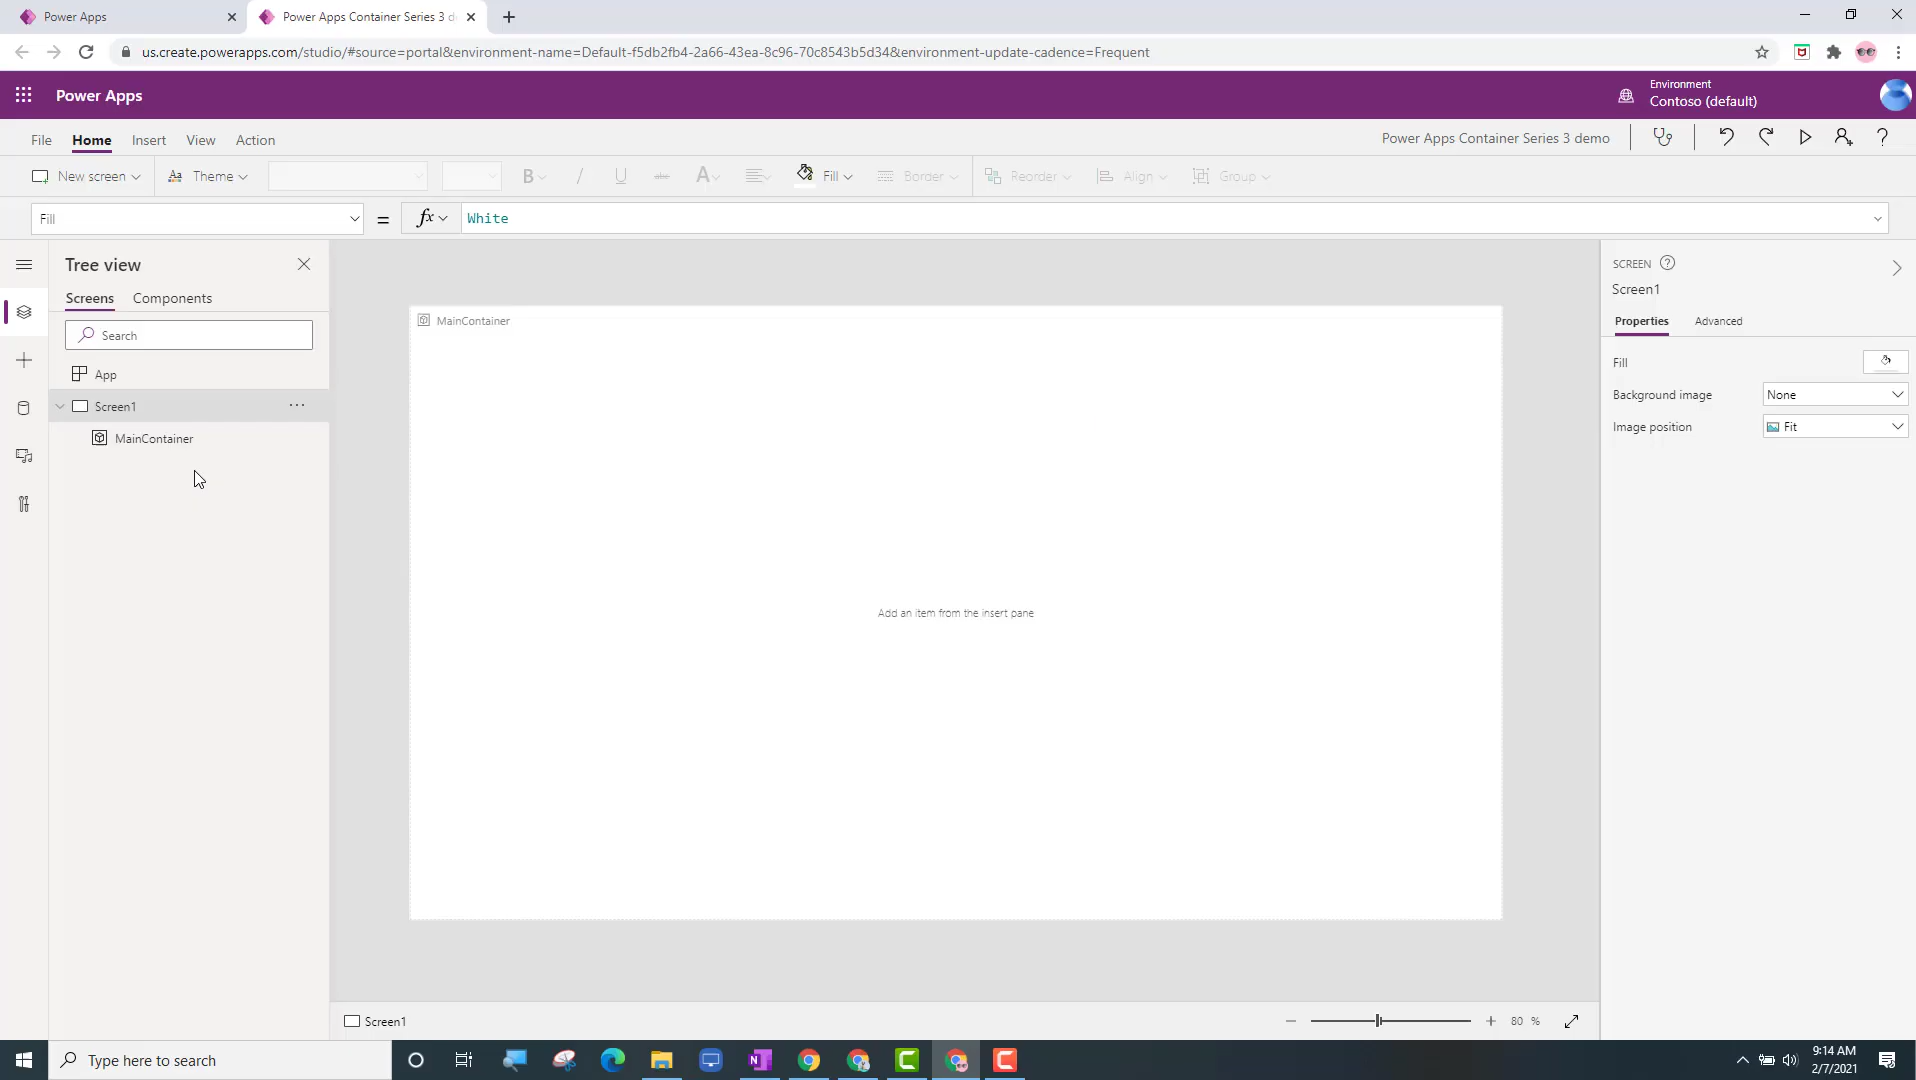 Power Apps
Power Apps Container Series 3 d
us.create.powerapps.com/studio/#source=portal&environment-name=Default-f5db2fb4-2a66-43ea-8c96-70c8543b5d34&environment-update-cadence=Frequent
Power Apps
Environment
Contoso (default)
File Home Insert View Action
Power Apps Container Series 3 demo
New screen Aa Theme B / U abc A Fill Border Reorder Align Group
Fill = fx White
Tree view
Screens Components
Search
App
Screen1
MainContainer
MainContainer
Add an item from the insert pane
SCREEN
Screen1
Properties Advanced
Fill
Background image None
Image position Fit
Screen1
80 %
Type here to search
9:14 AM
2/7/2021